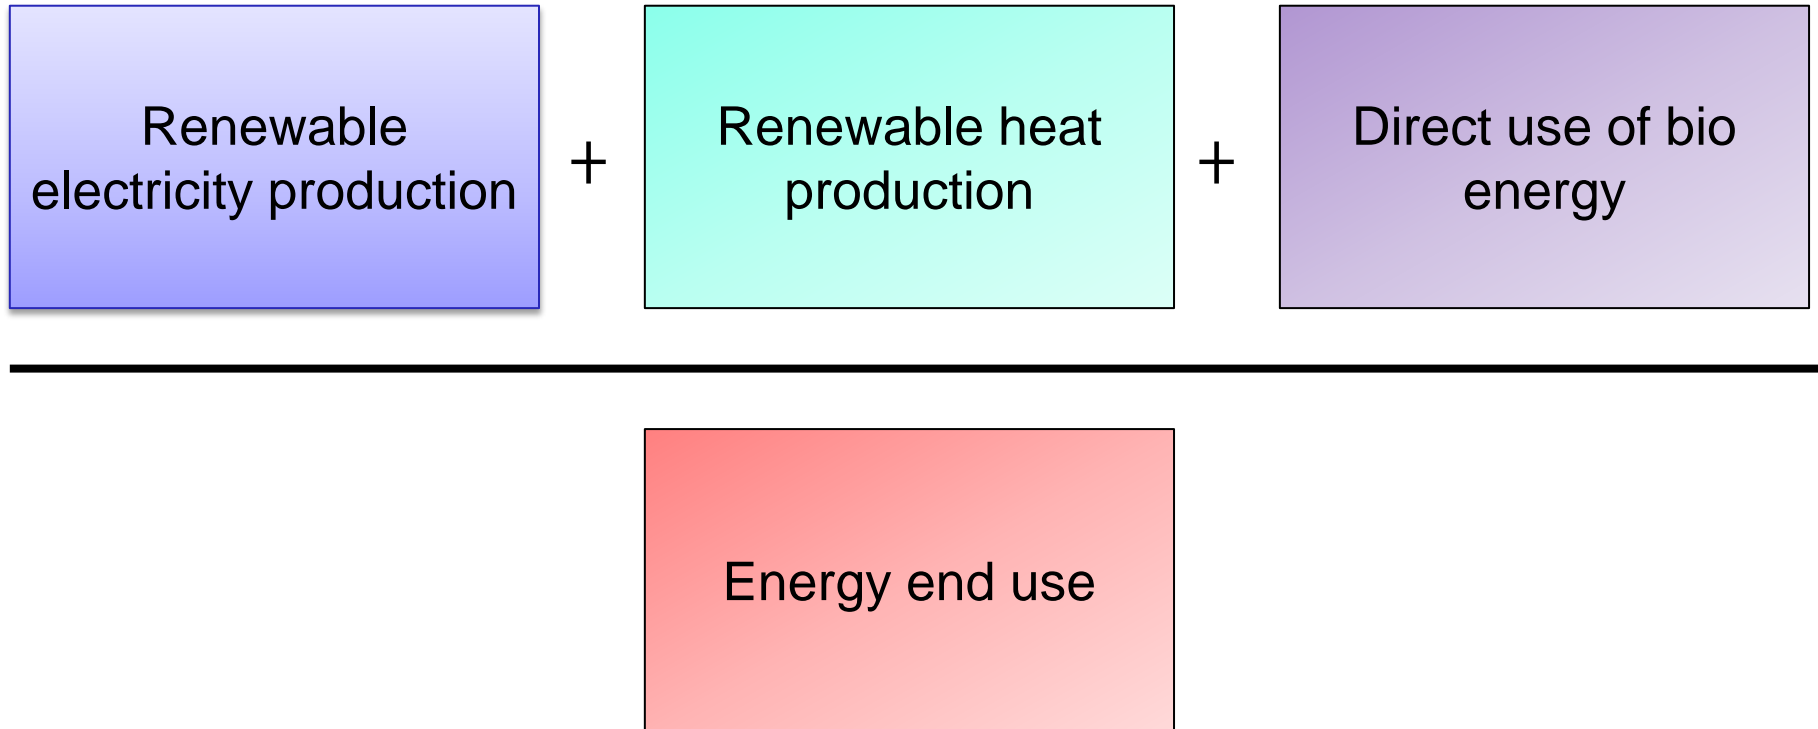 Renewable
electricity production
+
Renewable heat
production
+
Direct use of bio
energy
Energy end use